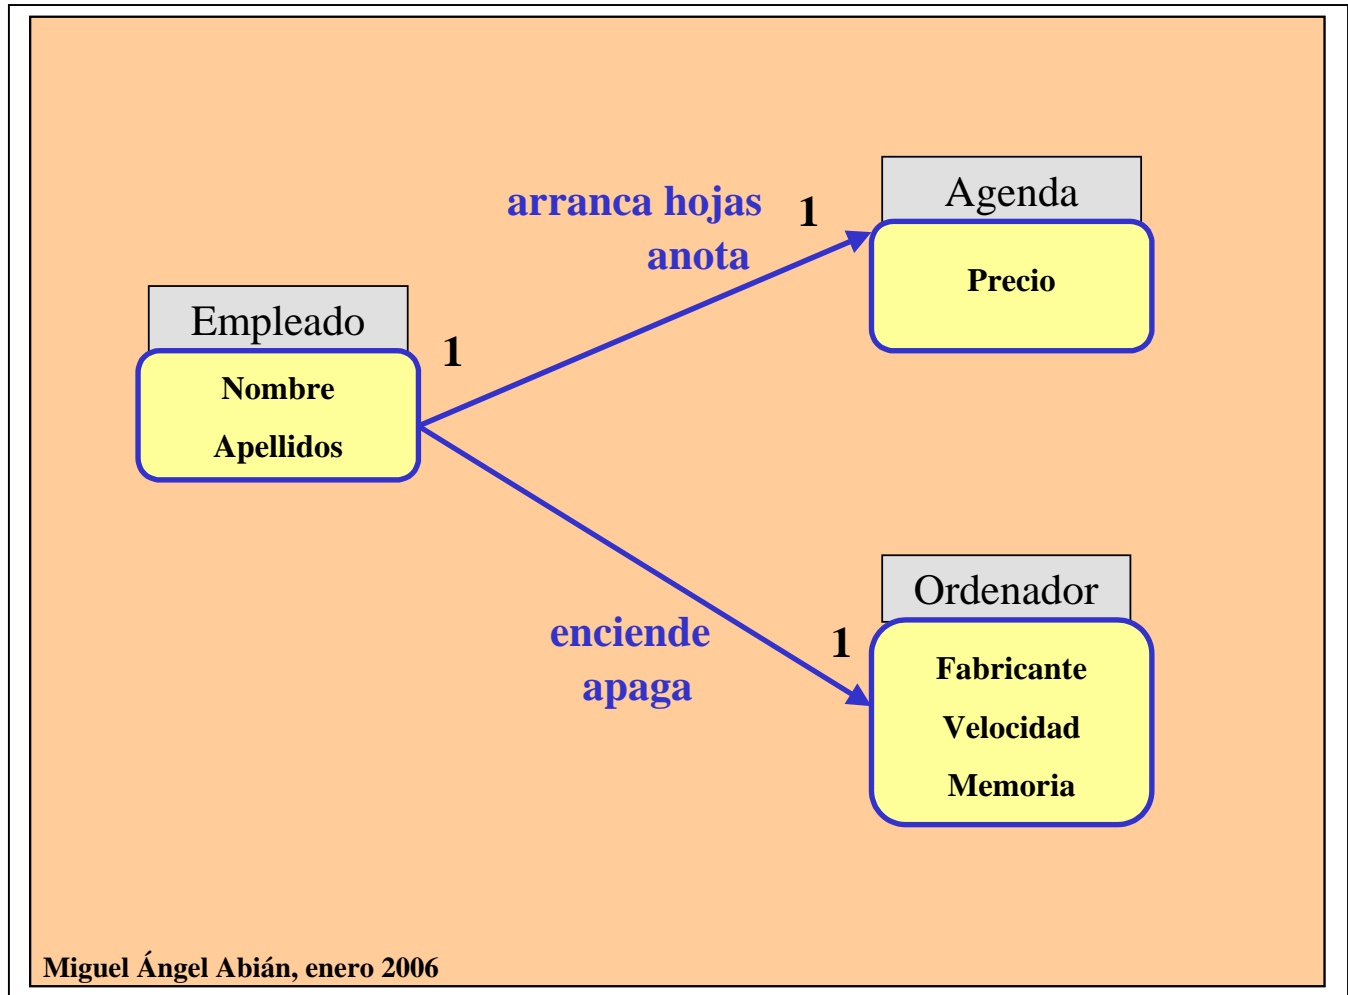 Empleado
Nombre
Apellidos
1
arranca hojas
anota
1
Agenda
Precio
enciende
apaga
1
Ordenador
Fabricante
Velocidad
Memoria
Miguel Ángel Abián, enero 2006